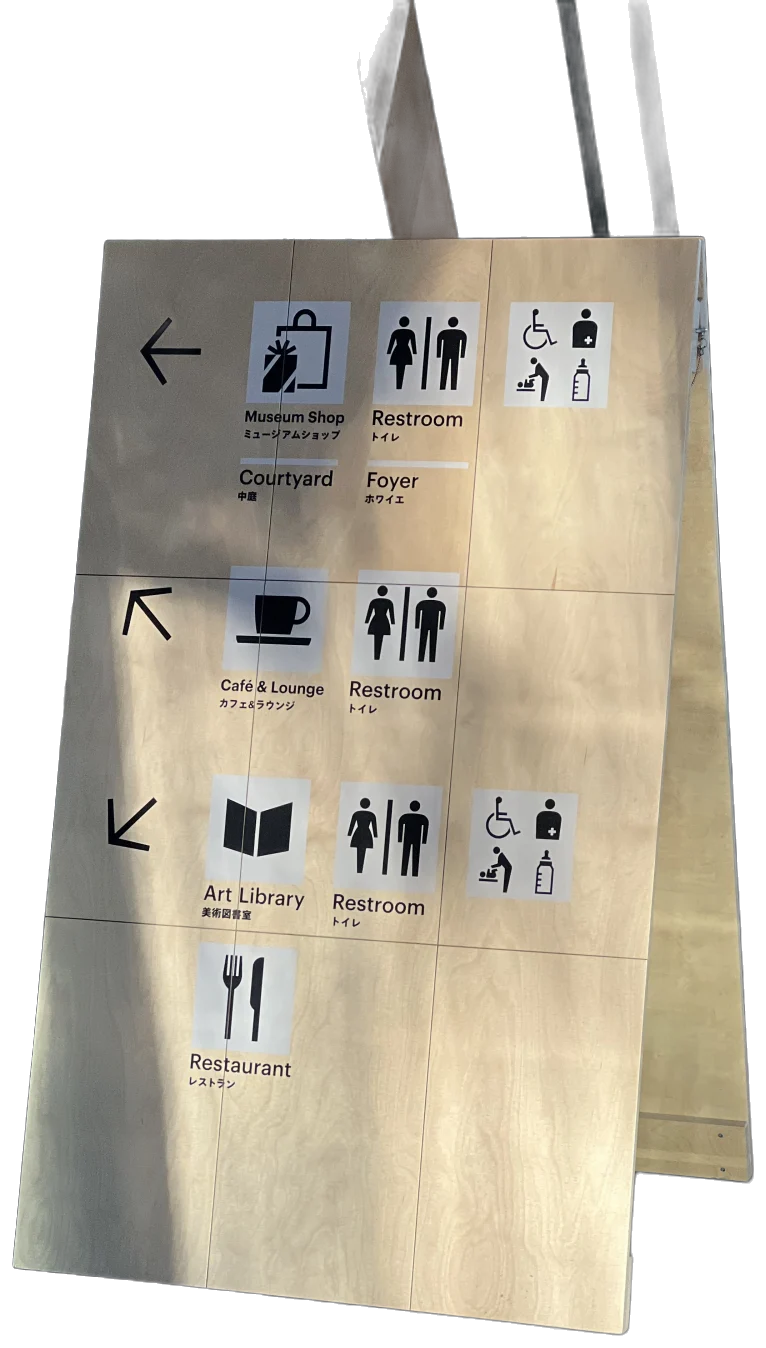 Museum Shop
ミュージアムショップ
Restroom
トイレ
Courtyard
中庭
Foyer
ホワイエ
Café & Lounge
カフェ&ラウンジ
Restroom
トイレ
Art Library
美術図書室
Restroom
トイレ
Restaurant
レストラン